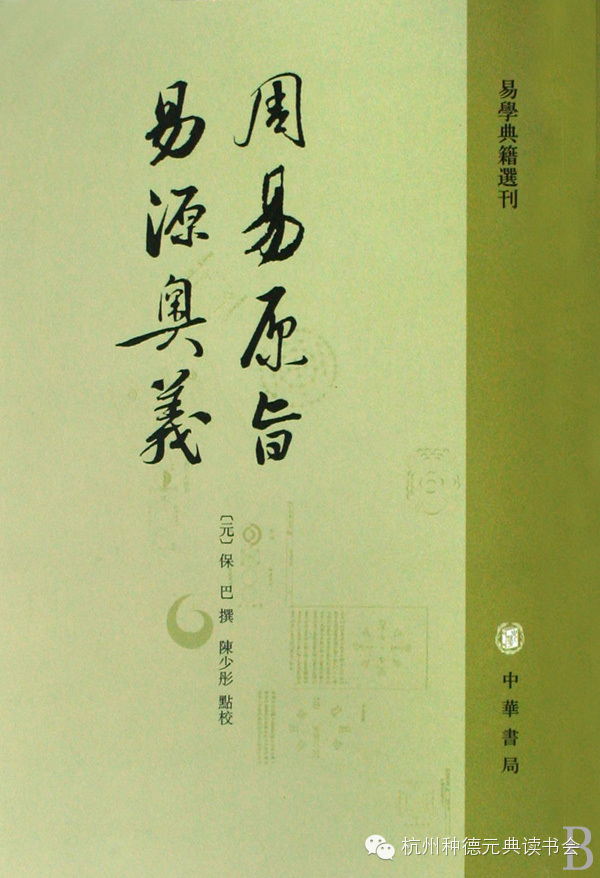 易學典籍選刊
周易原旨
易源奥義
〔元〕保巴撰 陳少彤點校
中華書局
杭州种德元典读书会
B